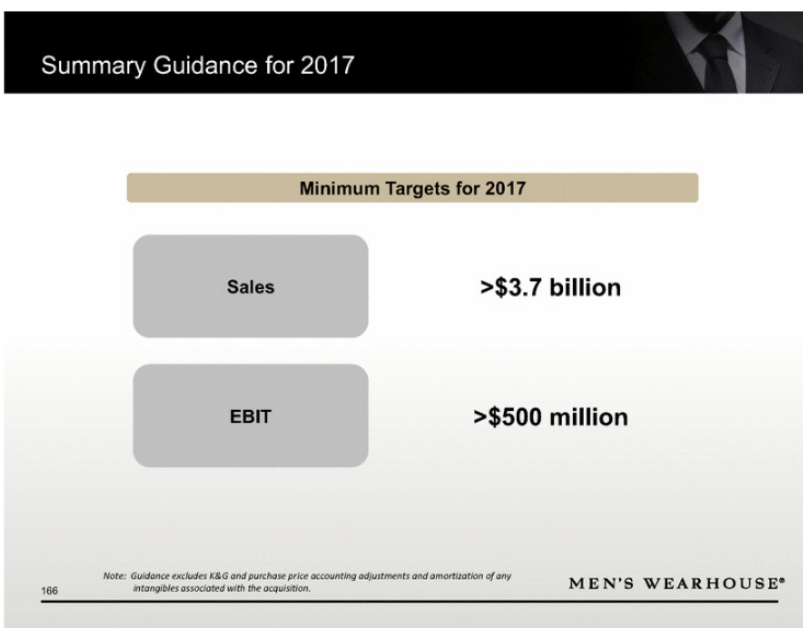 Summary Guidance for 2017
Minimum Targets for 2017
Sales
>$3.7 billion
EBIT
>$500 million
Note: Guidance excludes K&G and purchase price accounting adjustments and amortization of any
intangibles associated with the acquisition.
MEN'S WEARHOUSE®
166